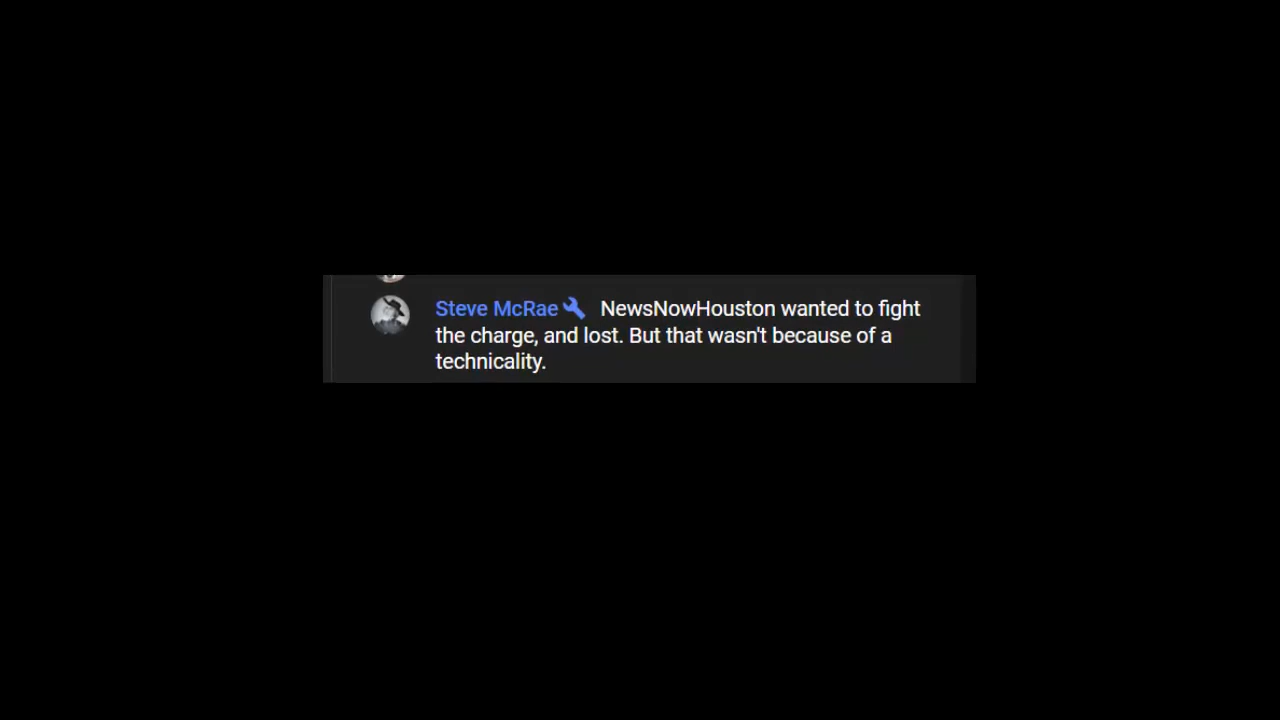 Steve McRae NewsNowHouston wanted to fight
the charge, and lost. But that wasn't because of a
technicality.